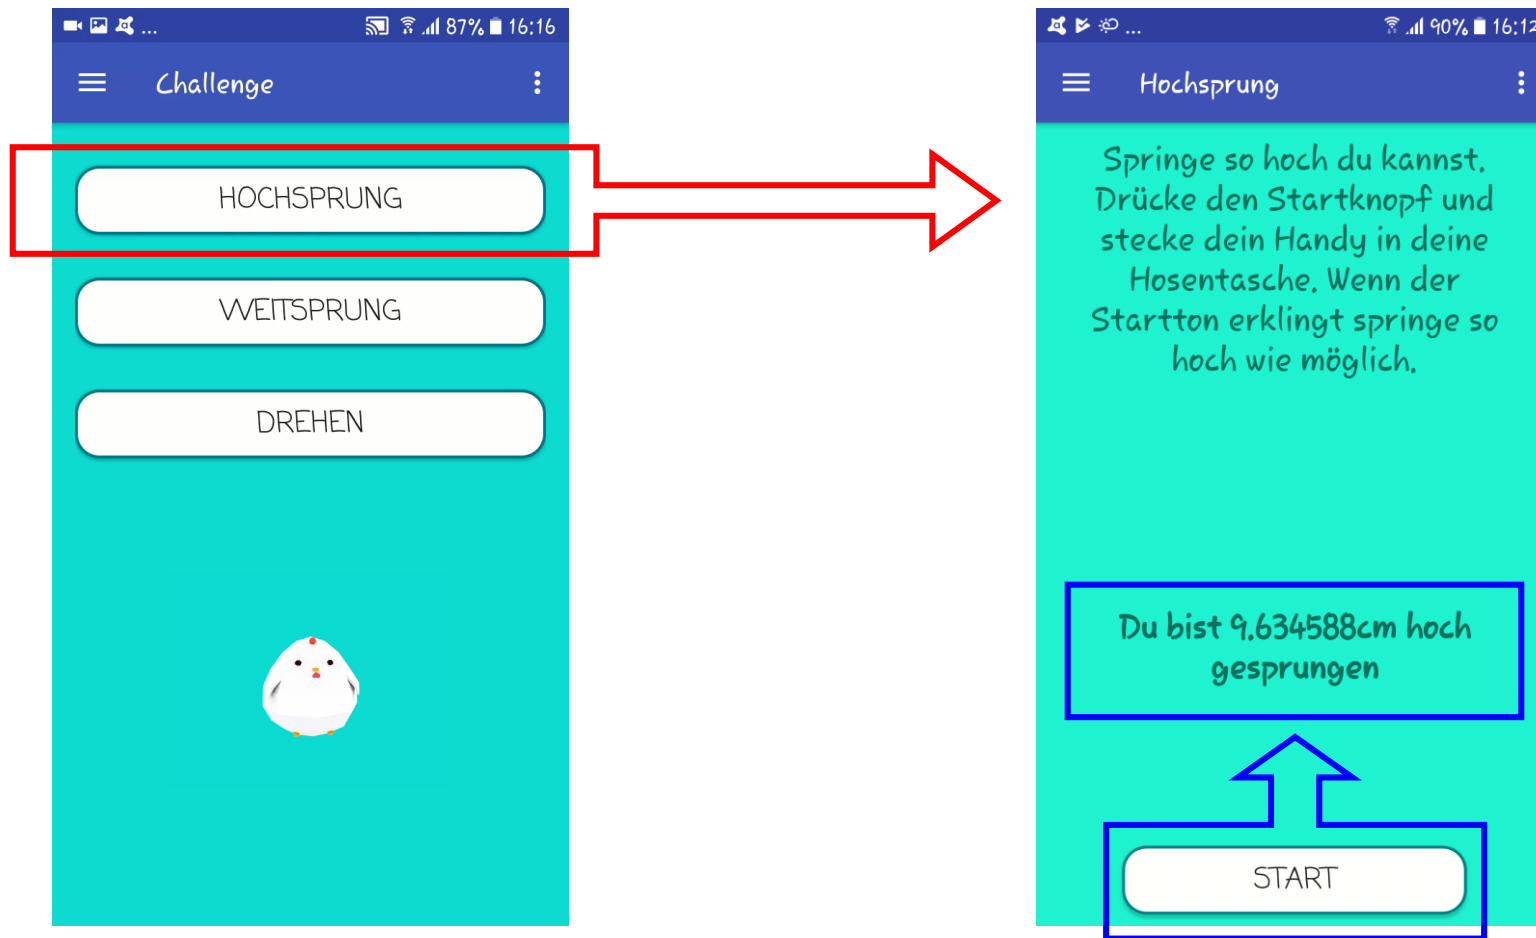 ... 87% 16:16
Challenge
HOCHSPRUNG
WEITSPRUNG
DREHEN
... 90% 16:12
Hochsprung
Springe so hoch du kannst.
Drücke den Startknopf und
stecke dein Handy in deine
Hosentasche. Wenn der
Startton erklingt springe so
hoch wie möglich.
Du bist 9.634588cm hoch
gesprungen
START